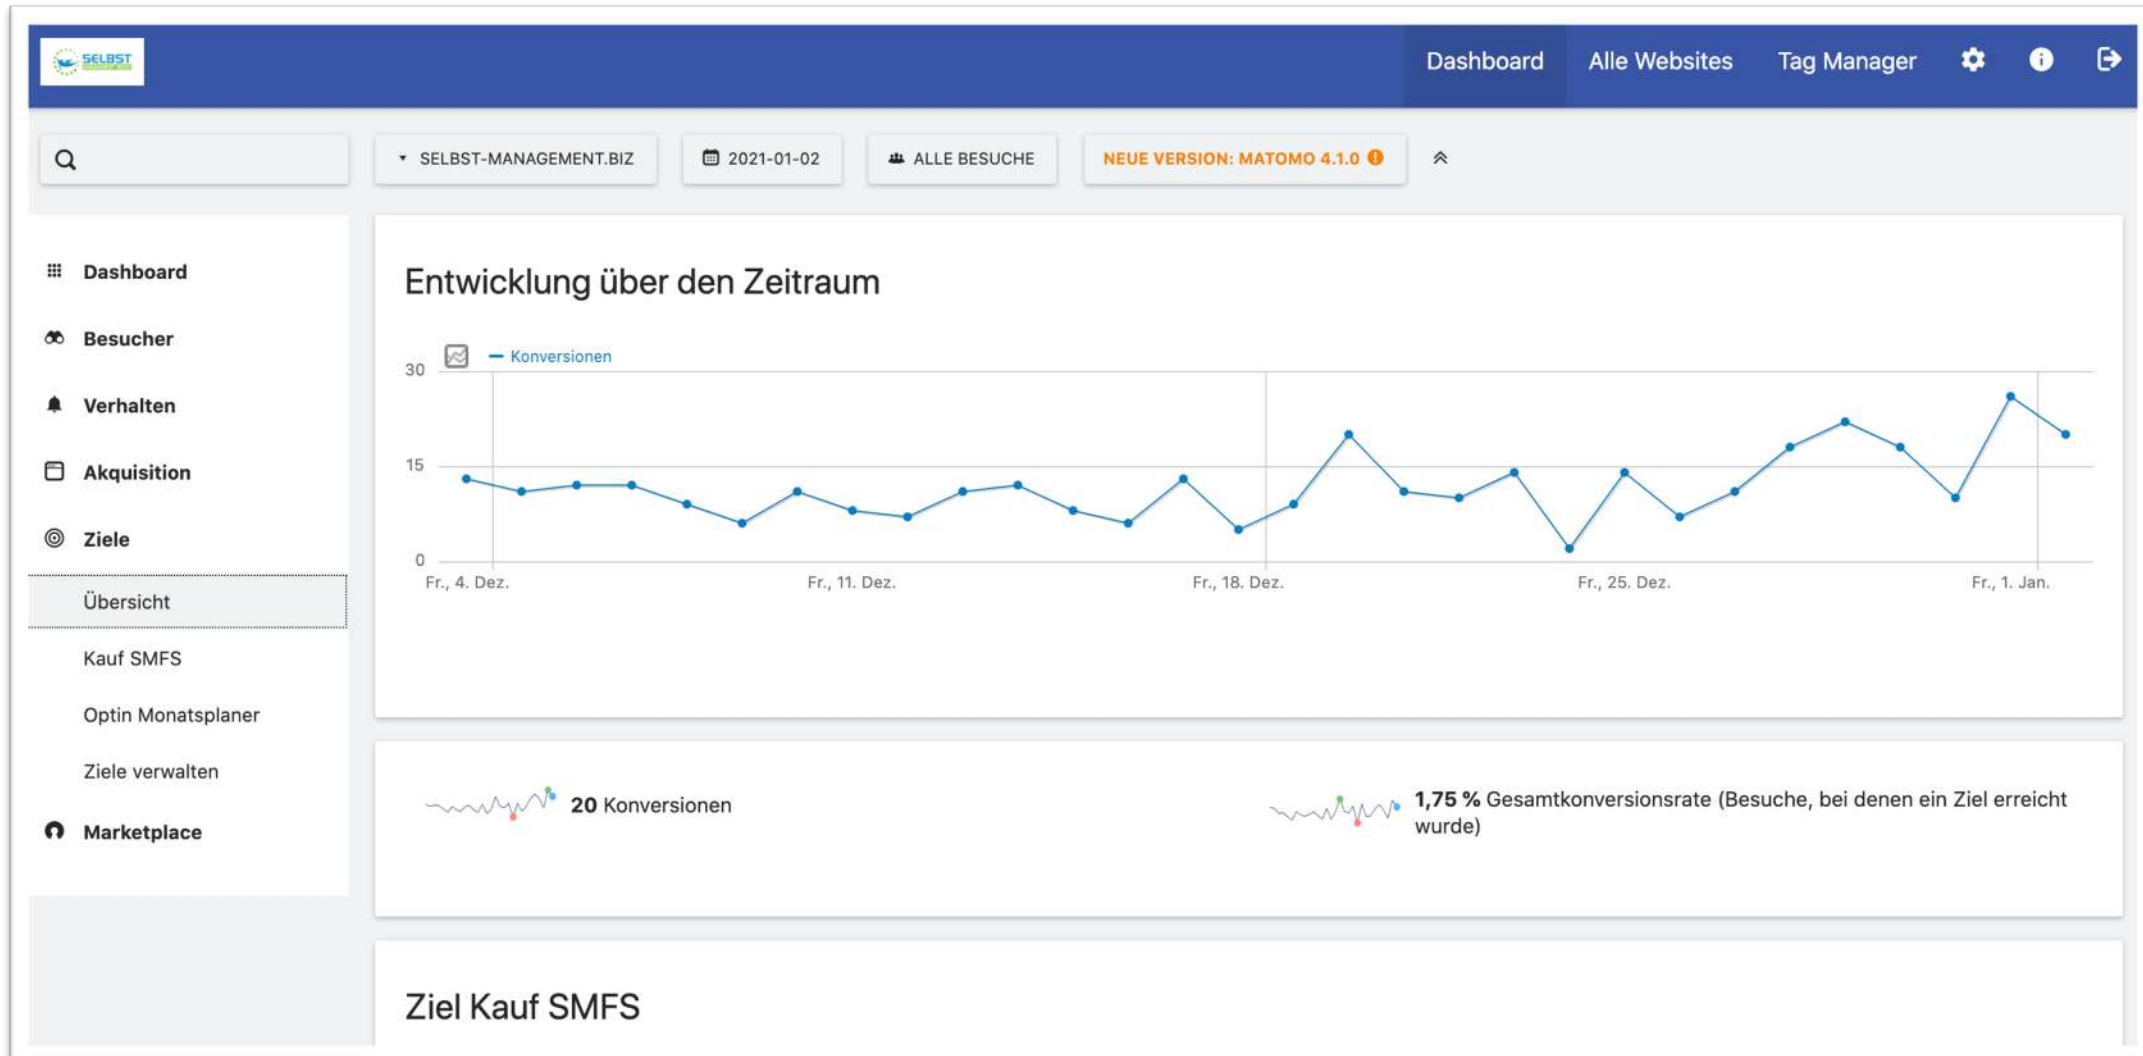 SELBST
Dashboard
Alle Websites
Tag Manager
SELBST-MANAGEMENT.BIZ
2021-01-02
ALLE BESUCHE
NEUE VERSION: MATOMO 4.1.0
Dashboard
Besucher
Verhalten
Akquisition
Ziele
Übersicht
Kauf SMFS
Optin Monatsplaner
Ziele verwalten
Marketplace
Entwicklung über den Zeitraum
Konversionen
30
15
0
Fr., 4. Dez.
Fr., 11. Dez.
Fr., 18. Dez.
Fr., 25. Dez.
Fr., 1. Jan.
20 Konversionen
1,75 % Gesamtkonversionsrate (Besuche, bei denen ein Ziel erreicht
wurde)
Ziel Kauf SMFS